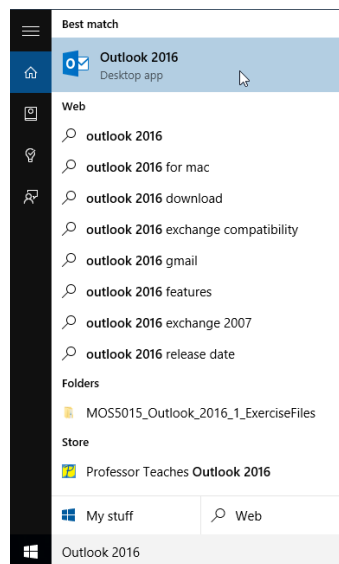 Best match
Outlook 2016
Desktop app
Web
outlook 2016
outlook 2016 for mac
outlook 2016 download
outlook 2016 exchange compatibility
outlook 2016 gmail
outlook 2016 features
outlook 2016 exchange 2007
outlook 2016 release date
Folders
MOS5015_Outlook_2016_1_ExerciseFiles
Store
Professor Teaches Outlook 2016
My stuff
Web
Outlook 2016